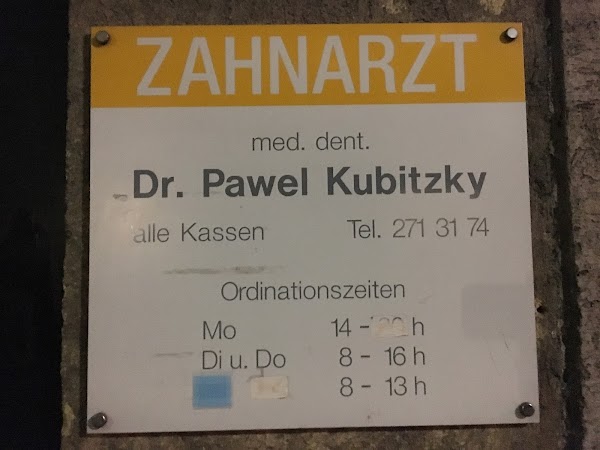 ZAHNARZT
med. dent.
Dr. Pawel Kubitzky
alle Kassen Tel. 271 31 74
Ordinationszeiten
Mo 14 - h
Di u. Do 8 - 16 h
8 - 13 h